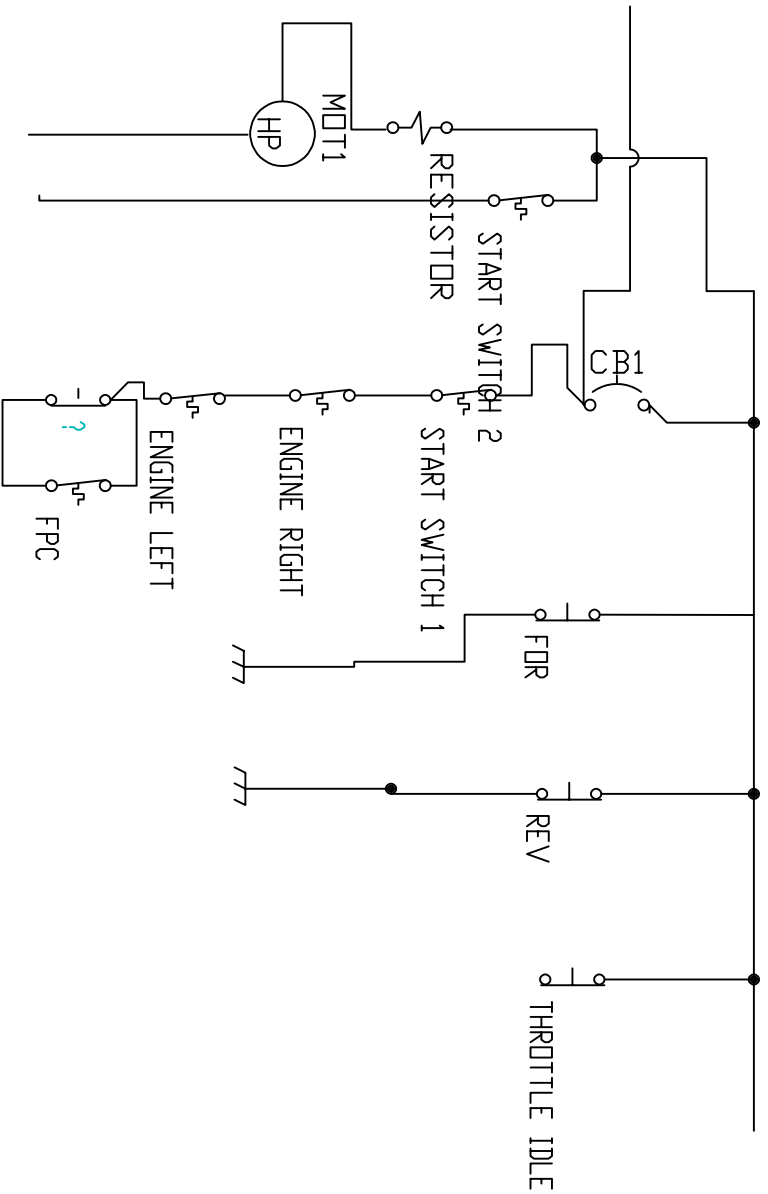 MOT1
HP
RESISTOR
START SWITCH 2
CB1
START SWITCH 1
ENGINE RIGHT
ENGINE LEFT
?
FPC
FOR
REV
THROTTLE IDLE